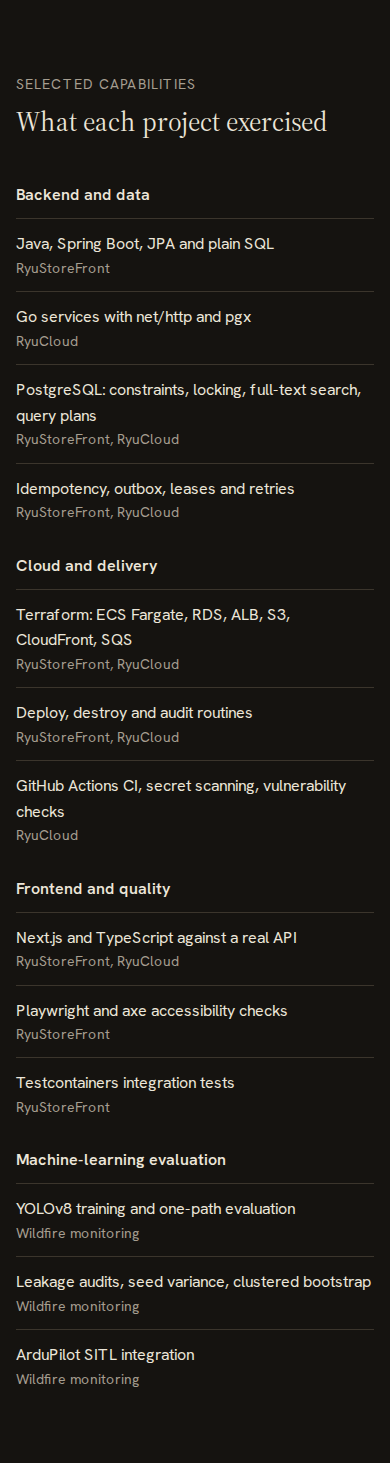 SELECTED CAPABILITIES
What each project exercised
Backend and data
Java, Spring Boot, JPA and plain SQL
RyuStoreFront
Go services with net/http and pgx
RyuCloud
PostgreSQL: constraints, locking, full-text search,
query plans
RyuStoreFront, RyuCloud
Idempotency, outbox, leases and retries
RyuStoreFront, RyuCloud
Cloud and delivery
Terraform: ECS Fargate, RDS, ALB, S3,
CloudFront, SQS
RyuStoreFront, RyuCloud
Deploy, destroy and audit routines
RyuStoreFront, RyuCloud
GitHub Actions CI, secret scanning, vulnerability
checks
RyuCloud
Frontend and quality
Next.js and TypeScript against a real API
RyuStoreFront, RyuCloud
Playwright and axe accessibility checks
RyuStoreFront
Testcontainers integration tests
RyuStoreFront
Machine-learning evaluation
YOLOv8 training and one-path evaluation
Wildfire monitoring
Leakage audits, seed variance, clustered bootstrap
Wildfire monitoring
ArduPilot SITL integration
Wildfire monitoring